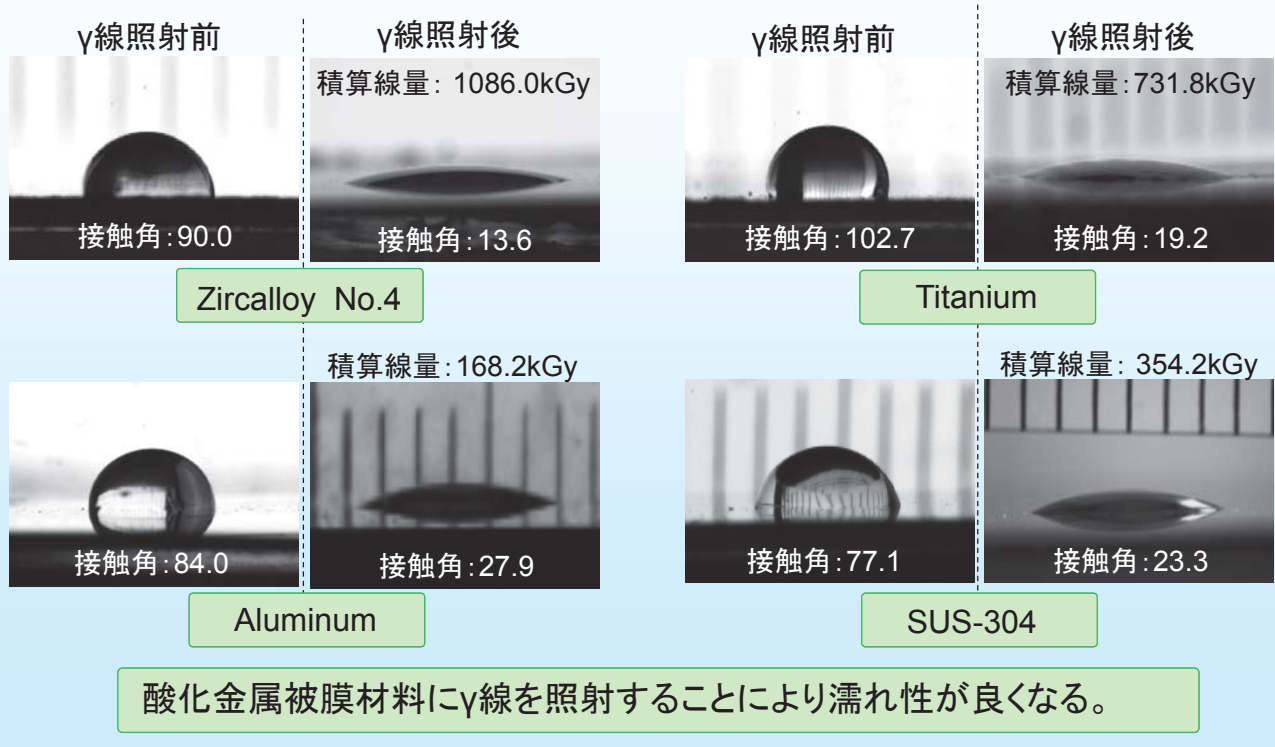 γ線照射前
γ線照射後
積算線量: 1086.0kGy
接触角:90.0
接触角:13.6
Zircalloy No.4
γ線照射前
γ線照射後
積算線量:731.8kGy
接触角:102.7
接触角:19.2
Titanium
積算線量:168.2kGy
接触角:84.0
接触角:27.9
Aluminum
積算線量: 354.2kGy
接触角:77.1
接触角:23.3
SUS-304
酸化金属被膜材料にγ線を照射することにより濡れ性が良くなる。